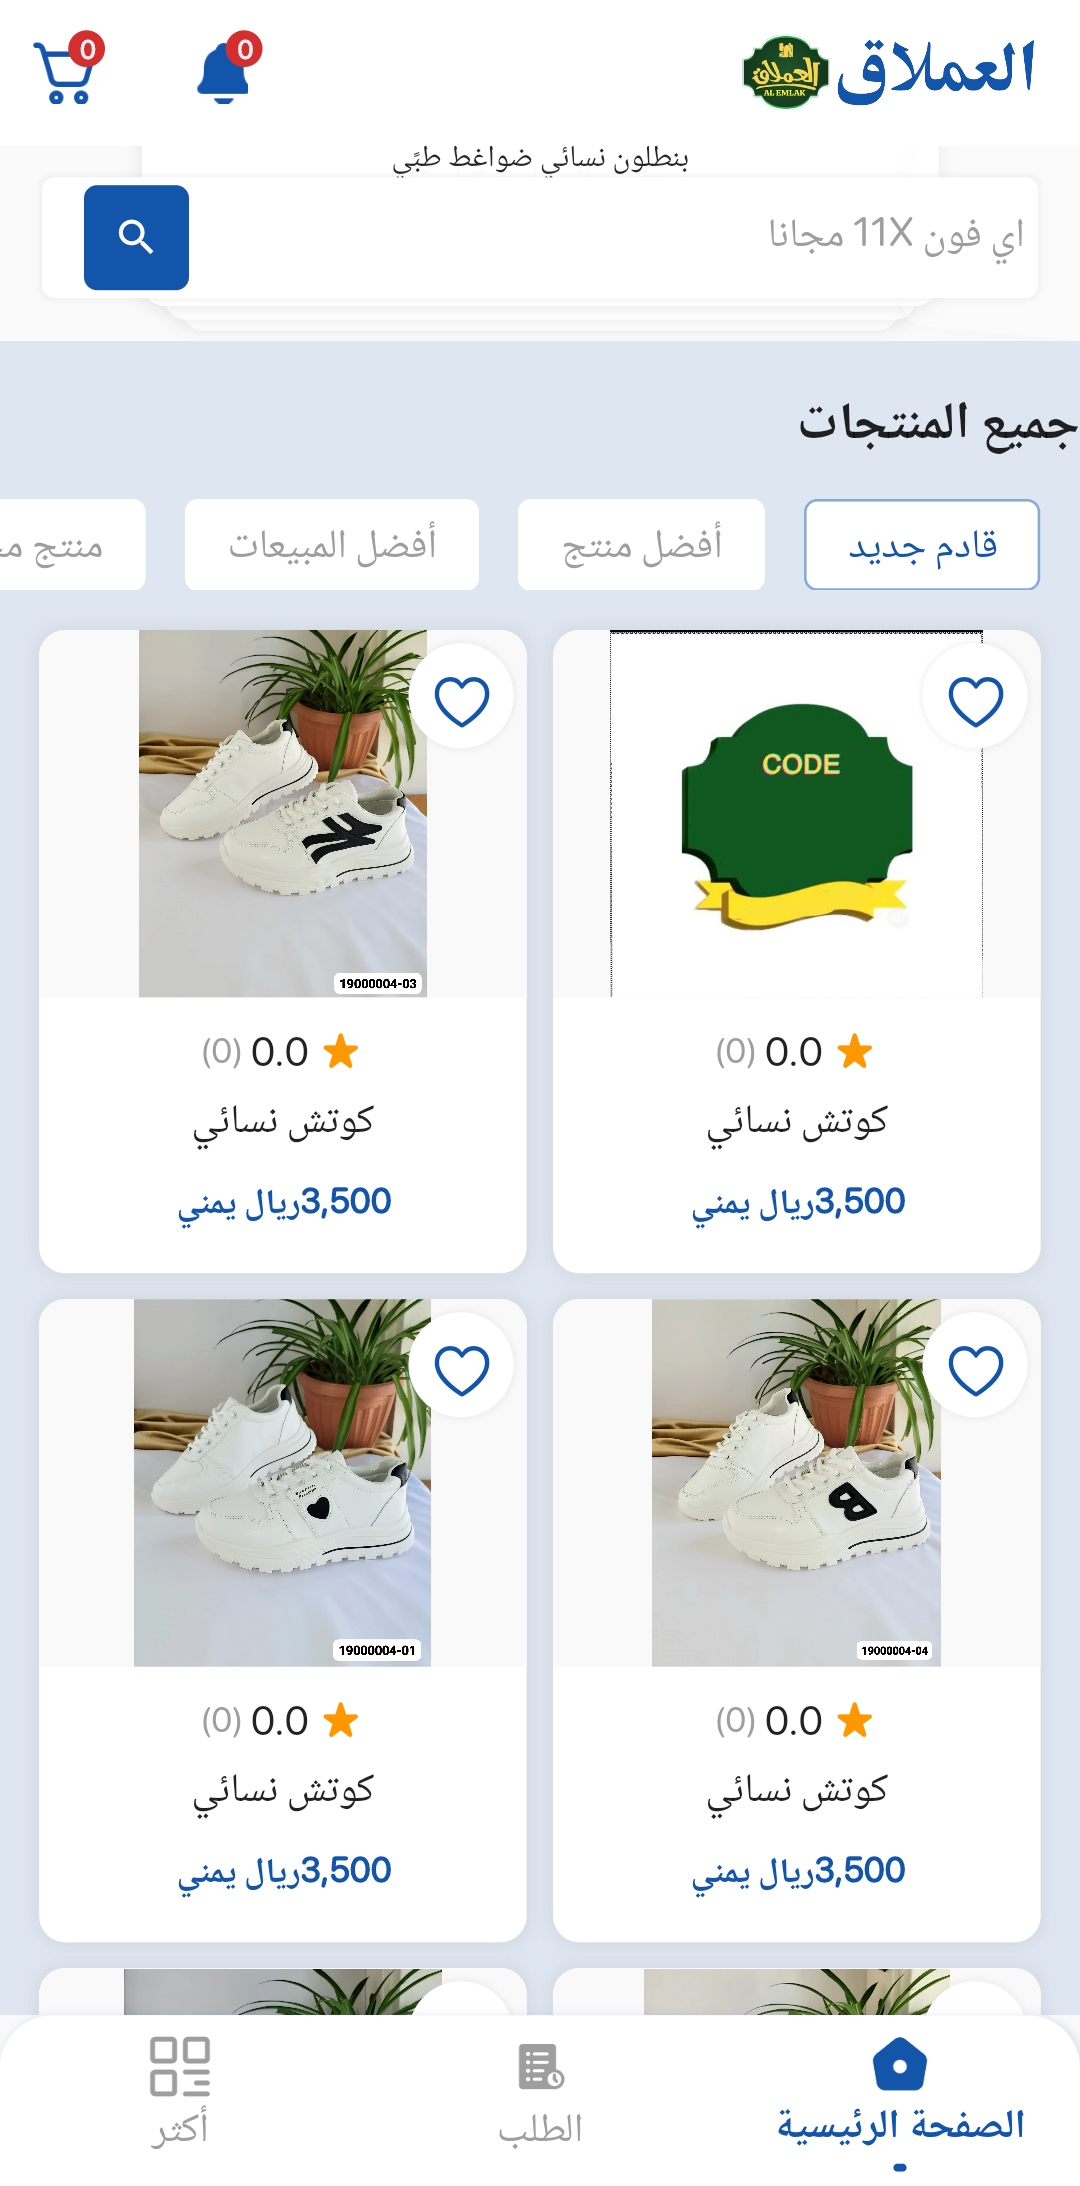 العملاق
العملاق
AL EMLAK
0
0
بنطلون نسائي ضواغط طبّي
اي فون 11X مجانا
جميع المنتجات
قادم جديد
أفضل منتج
أفضل المبيعات
منتج
CODE
0.0 (0)
كوتش نسائي
3,500ريال يمني
19000004-03
0.0 (0)
كوتش نسائي
3,500ريال يمني
B
19000004-04
0.0 (0)
كوتش نسائي
3,500ريال يمني
19000004-01
0.0 (0)
كوتش نسائي
3,500ريال يمني
الصفحة الرئيسية
الطلب
أكثر